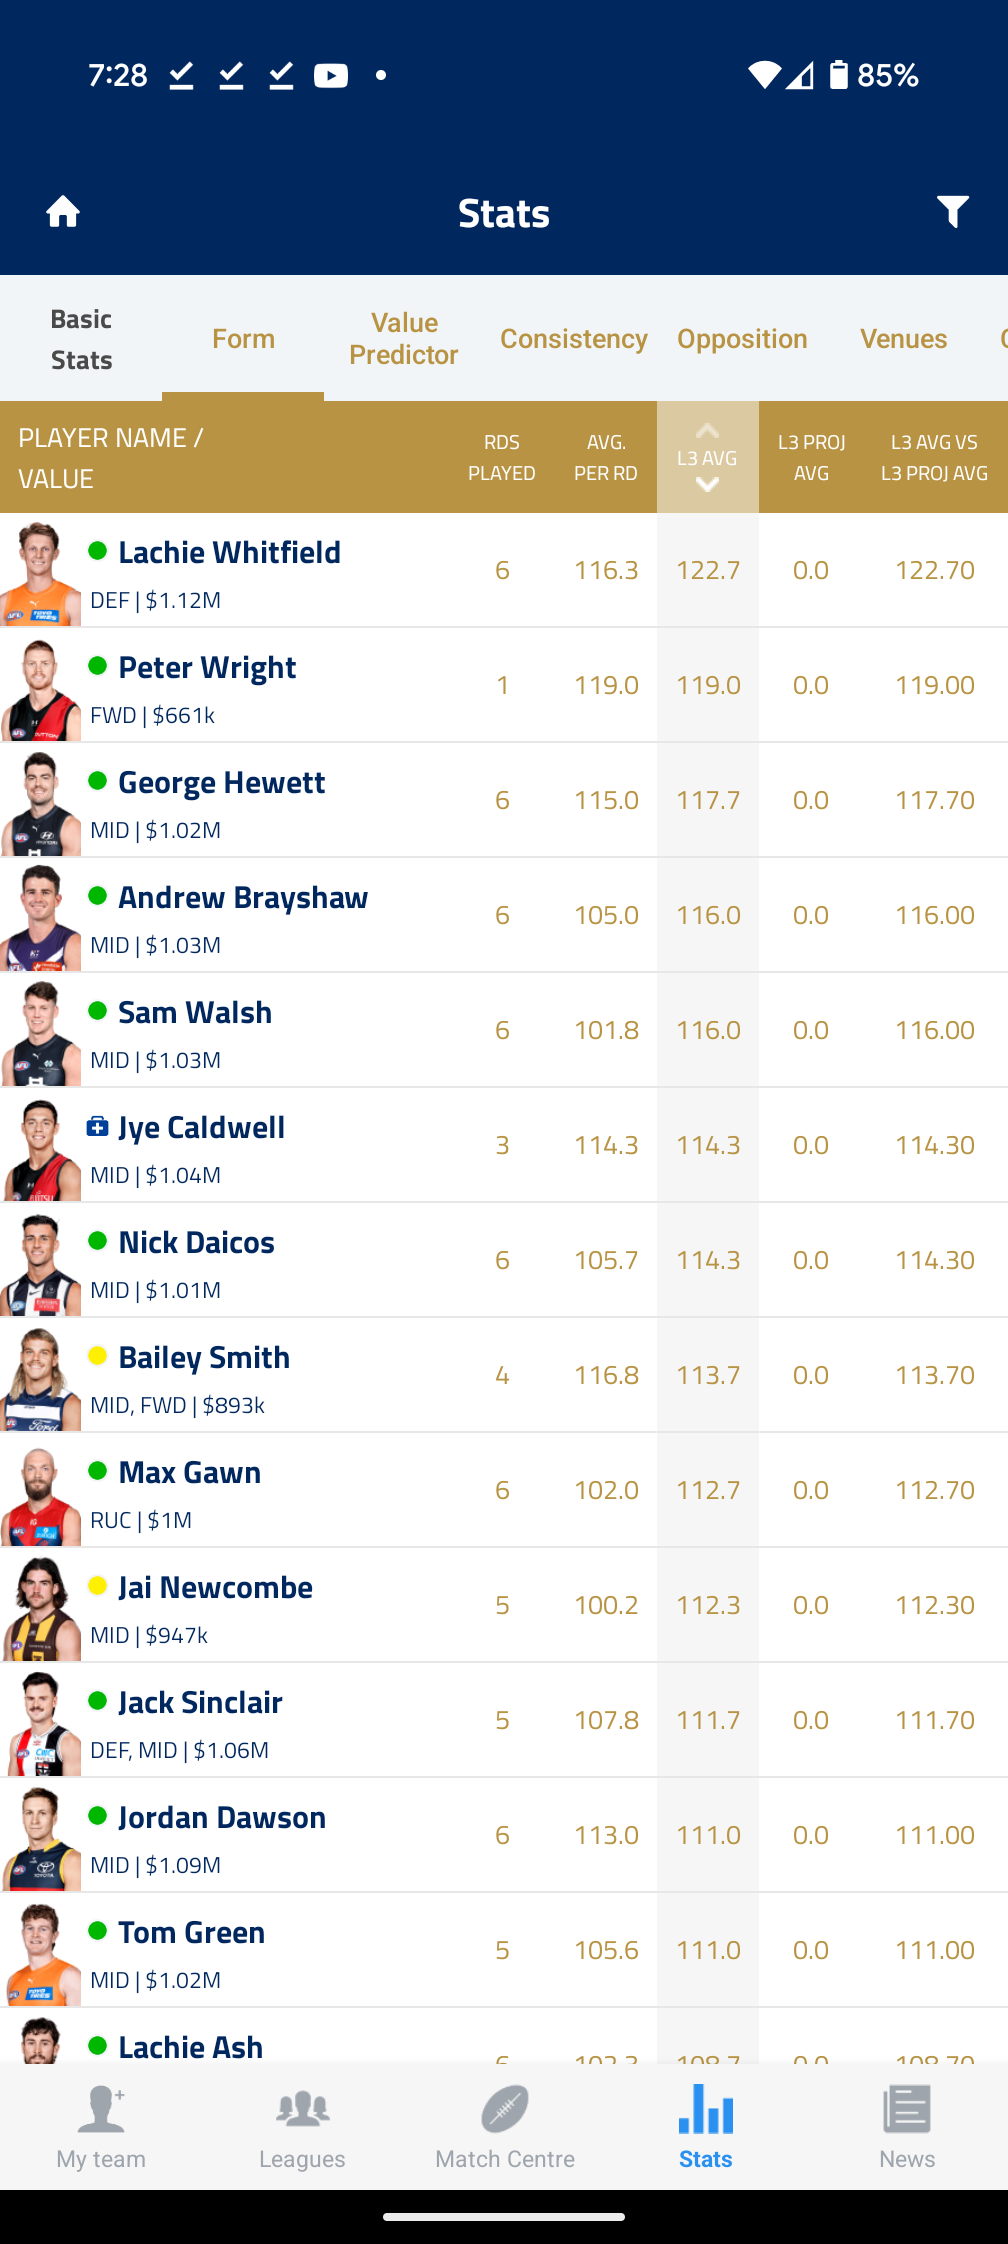 7:28 85%
Stats
Basic
Stats
Form
Value
Predictor
Consistency
Opposition
Venues
PLAYER NAME /
VALUE
RDS
PLAYED
AVG.
PER RD
L3 AVG
L3 PROJ
AVG
L3 AVG VS
L3 PROJ AVG
Lachie Whitfield
DEF | $1.12M
6 116.3 122.7 0.0 122.70
Peter Wright
FWD | $661k
1 119.0 119.0 0.0 119.00
George Hewett
MID | $1.02M
6 115.0 117.7 0.0 117.70
Andrew Brayshaw
MID | $1.03M
6 105.0 116.0 0.0 116.00
Sam Walsh
MID | $1.03M
6 101.8 116.0 0.0 116.00
Jye Caldwell
MID | $1.04M
3 114.3 114.3 0.0 114.30
Nick Daicos
MID | $1.01M
6 105.7 114.3 0.0 114.30
Bailey Smith
MID, FWD | $893k
4 116.8 113.7 0.0 113.70
Max Gawn
RUC | $1M
6 102.0 112.7 0.0 112.70
Jai Newcombe
MID | $947k
5 100.2 112.3 0.0 112.30
Jack Sinclair
DEF, MID | $1.06M
5 107.8 111.7 0.0 111.70
Jordan Dawson
MID | $1.09M
6 113.0 111.0 0.0 111.00
Tom Green
MID | $1.02M
5 105.6 111.0 0.0 111.00
Lachie Ash
My team
Leagues
Match Centre
Stats
News